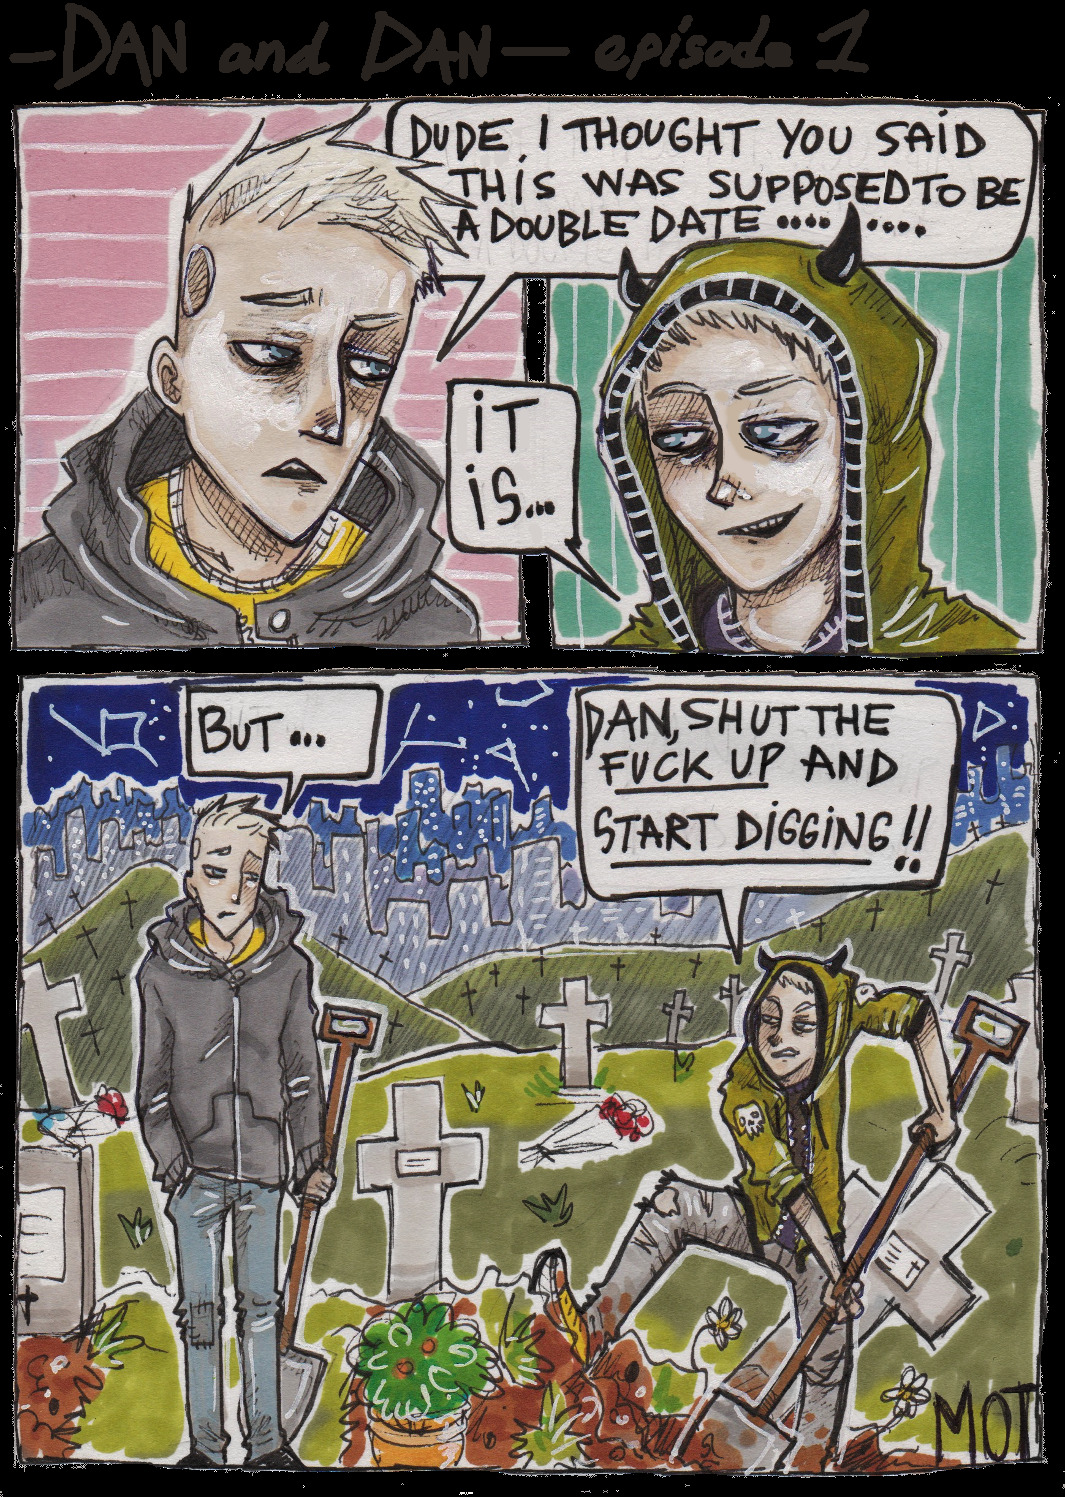 -DAN and DAN- episode 1
DUDE, I THOUGHT YOU SAID
THIS WAS SUPPOSED TO BE
A DOUBLE DATE .... ....
IT
IS...
BUT...
DAN, SHUT THE
FUCK UP AND
START DIGGING!!
MOT